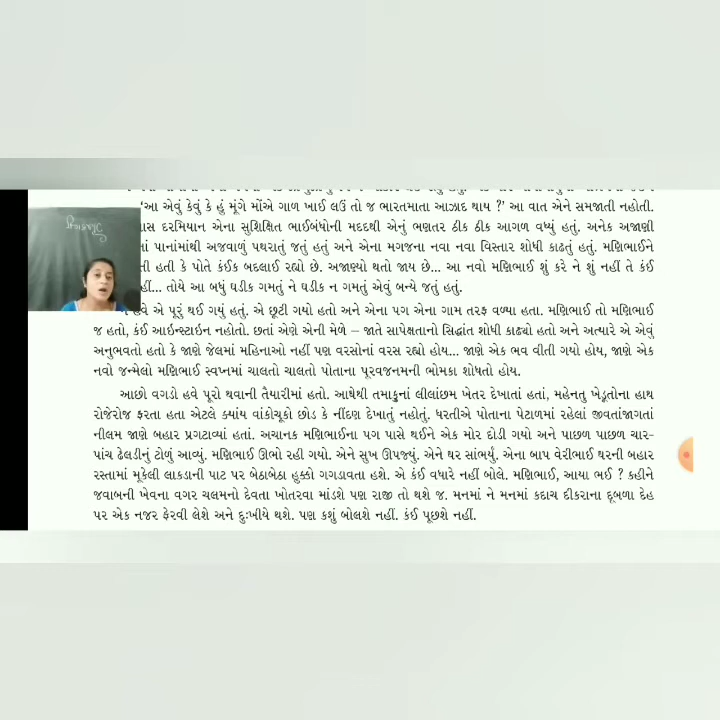 'આ એવું કેવું કે હું મૂંગે મોંએ ગાળ ખાઈ લઉં તો જ ભારતમાતા આઝાદ થાય ?' આ વાત એને સમજાતી નહોતી.
દરમિયાન એના સુશિક્ષિત ભાઈબંધોની મદદથી એનું ભણતર ઠીક ઠીક આગળ વધ્યું હતું. અનેક અજાણી
પાનાંમાંથી અજવાળું પથરાતું જતું હતું અને એના મગજના નવા નવા વિસ્તાર શોધી કાઢતું હતું. મણિભાઈને
હતી કે પોતે કંઈક બદલાઈ રહ્યો છે. અજાણ્યો થતો જાય છે... આ નવો મણિભાઈ શું કરે ને શું નહીં તે કંઈ
તોયે આ બધું ઘડીક ગમતું ને ઘડીક ન ગમતું એવું બન્યે જતું હતું.
હવે એ પૂરું થઈ ગયું હતું. એ છૂટી ગયો હતો અને એના પગ એના ગામ તરફ વળ્યા હતા. મણિભાઈ તો મણિભાઈ
જ હતો, કંઈ આઇન્સ્ટાઇન નહોતો. છતાં એણે એની મેળે – જાતે સાપેક્ષતાનો સિદ્ધાંત શોધી કાઢ્યો હતો અને અત્યારે એ એવું
અનુભવતો હતો કે જાણે જેલમાં મહિનાઓ નહીં પણ વરસોનાં વરસ રહ્યો હોય... જાણે એક ભવ વીતી ગયો હોય, જાણે એક
નવો જન્મેલો મણિભાઈ સ્વપ્નમાં ચાલતો ચાલતો પોતાના પૂરવજનમની ભોમકા શોધતો હોય.
આછો વગડો હવે પૂરો થવાની તૈયારીમાં હતો. આઘેથી તમાકુનાં લીલાંછમ ખેતર દેખાતાં હતાં, મહેનતુ ખેડૂતોના હાથ
રોજેરોજ ફરતા હતા એટલે ક્યાંય વાંકોચૂકો છોડ કે નીંદણ દેખાતું નહોતું. ધરતીએ પોતાના પેટાળમાં રહેલાં જીવતાંજાગતાં
નીલમ જાણે બહાર પ્રગટાવ્યાં હતાં. અચાનક મણિભાઈના પગ પાસે થઈને એક મોર દોડી ગયો અને પાછળ પાછળ ચાર-
પાંચ ઢેલડીનું ટોળું આવ્યું. મણિભાઈ ઊભો રહી ગયો. એને સુખ ઊપજ્યું. એને ઘર સાંભર્યું. એના બાપ વેરીભાઈ ઘરની બહાર
રસ્તામાં મૂકેલી લાકડાની પાટ પર બેઠાબેઠા હુક્કો ગગડાવતા હશે. એ કંઈ વધારે નહીં બોલે. મણિભાઈ, આયા ભઈ ? કહીને
જવાબની ખેવના વગર ચલમનો દેવતા ખોતરવા માંડશે પણ રાજી તો થશે જ. મનમાં ને મનમાં કદાચ દીકરાના દૂબળા દેહ
પર એક નજર ફેરવી લેશે અને દુઃખીયે થશે. પણ કશું બોલશે નહીં. કંઈ પૂછશે નહીં.